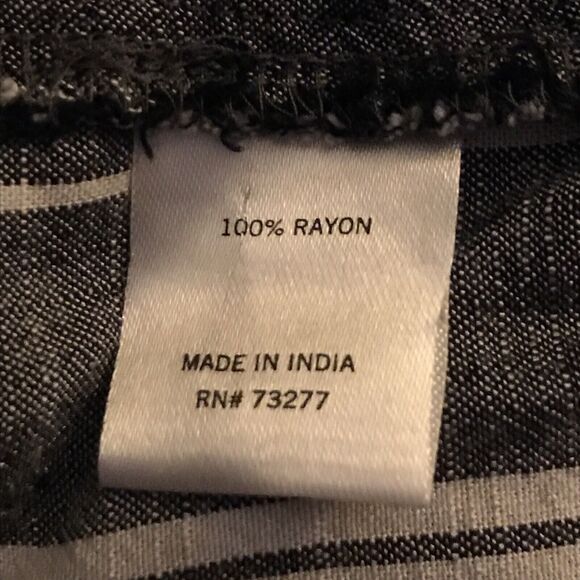 100% RAYON
MADE IN INDIA
RN# 73277